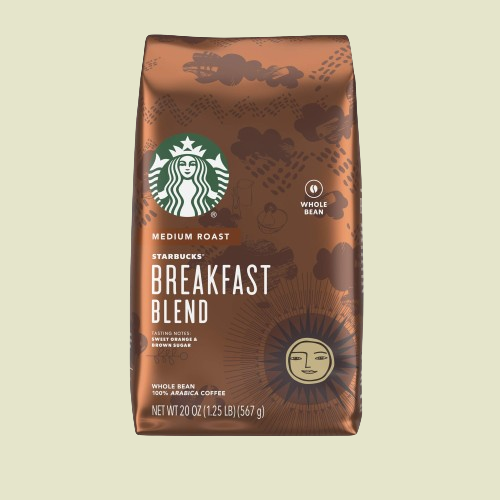 ®
WHOLE
BEAN
MEDIUM ROAST
STARBUCKS®
BREAKFAST
BLEND
TASTING NOTES:
SWEET ORANGE &
BROWN SUGAR
WHOLE BEAN
100% ARABICA COFFEE
NET WT 20 OZ (1.25 LB) (567 g)